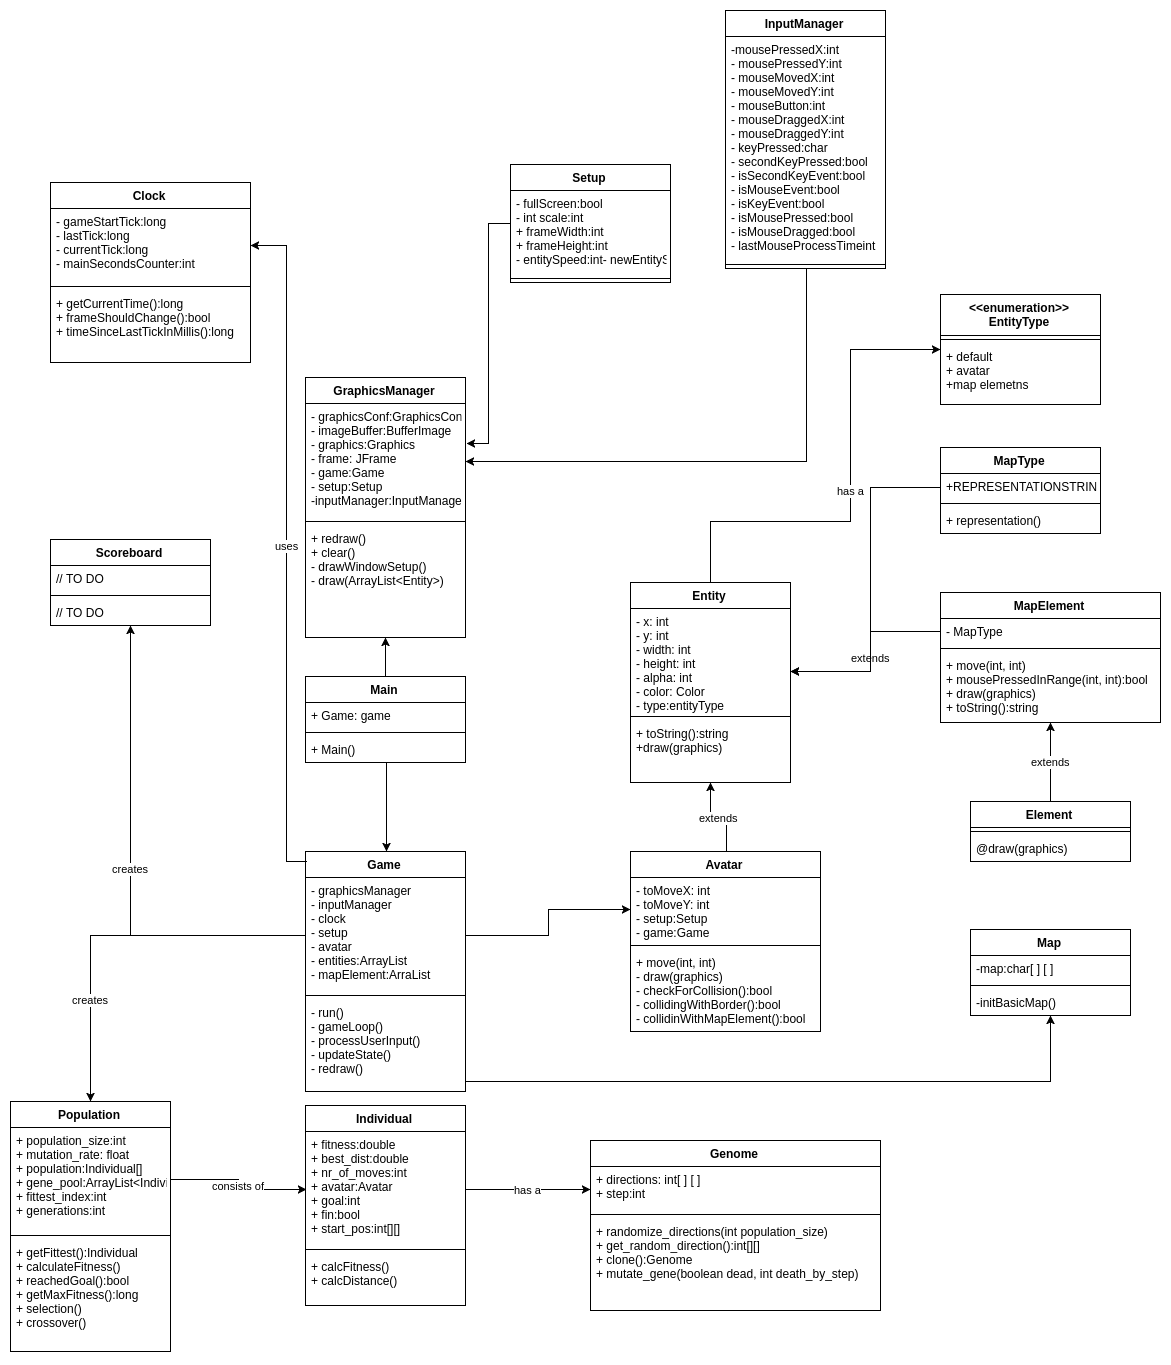 InputManager
-mousePressedX:int
- mousePressedY:int
- mouseMovedX:int
- mouseMovedY:int
- mouseButton:int
- mouseDraggedX:int
- mouseDraggedY:int
- keyPressed:char
- secondKeyPressed:bool
- isSecondKeyEvent:bool
- isMouseEvent:bool
- isKeyEvent:bool
- isMousePressed:bool
- isMouseDragged:bool
- lastMouseProcessTimeint
Setup
- fullScreen:bool
- int scale:int
+ frameWidth:int
+ frameHeight:int
- entitySpeed:int- newEntityS
Clock
- gameStartTick:long
- lastTick:long
- currentTick:long
- mainSecondsCounter:int
+ getCurrentTime():long
+ frameShouldChange():bool
+ timeSinceLastTickInMillis():long
<<enumeration>>
EntityType
+ default
+ avatar
+map elemetns
GraphicsManager
- graphicsConf:GraphicsCon
- imageBuffer:BufferImage
- graphics:Graphics
- frame: JFrame
- game:Game
- setup:Setup
-inputManager:InputManage
+ redraw()
+ clear()
- drawWindowSetup()
- draw(ArrayList<Entity>)
MapType
+REPRESENTATIONSTRIN
+ representation()
has a
uses
Scoreboard
// TO DO
// TO DO
Entity
- x: int
- y: int
- width: int
- height: int
- alpha: int
- color: Color
- type:entityType
+ toString():string
+draw(graphics)
MapElement
- MapType
+ move(int, int)
+ mousePressedInRange(int, int):bool
+ draw(graphics)
+ toString():string
extends
Main
+ Game: game
+ Main()
extends
extends
Element
@draw(graphics)
creates
Game
- graphicsManager
- inputManager
- clock
- setup
- avatar
- entities:ArrayList
- mapElement:ArraList
- run()
- gameLoop()
- processUserInput()
- updateState()
- redraw()
Avatar
- toMoveX: int
- toMoveY: int
- setup:Setup
- game:Game
+ move(int, int)
- draw(graphics)
- checkForCollision():bool
- collidingWithBorder():bool
- collidinWithMapElement():bool
Map
-map:char[ ] [ ]
-initBasicMap()
creates
Population
+ population_size:int
+ mutation_rate: float
+ population:Individual[]
+ gene_pool:ArrayList<Indivi
+ fittest_index:int
+ generations:int
+ getFittest():Individual
+ calculateFitness()
+ reachedGoal():bool
+ getMaxFitness():long
+ selection()
+ crossover()
consists of
Individual
+ fitness:double
+ best_dist:double
+ nr_of_moves:int
+ avatar:Avatar
+ goal:int
+ fin:bool
+ start_pos:int[][]
+ calcFitness()
+ calcDistance()
has a
Genome
+ directions: int[ ] [ ]
+ step:int
+ randomize_directions(int population_size)
+ get_random_direction():int[][]
+ clone():Genome
+ mutate_gene(boolean dead, int death_by_step)